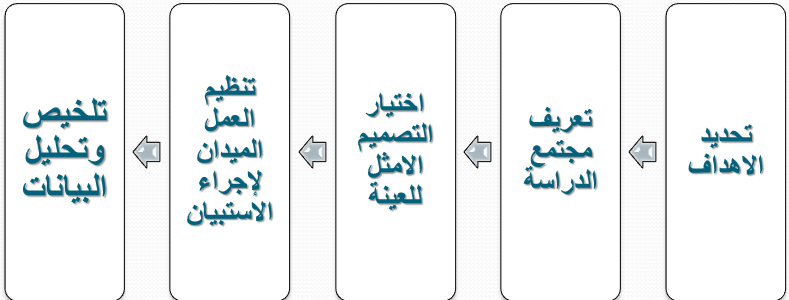 تحديد
الاهداف
تعريف
مجتمع
الدراسة
اختيار
التصميم
الامثل
للعينة
تنظيم
العمل
الميدان
لإجراء
الاستبيان
تلخيص
وتحليل
البيانات